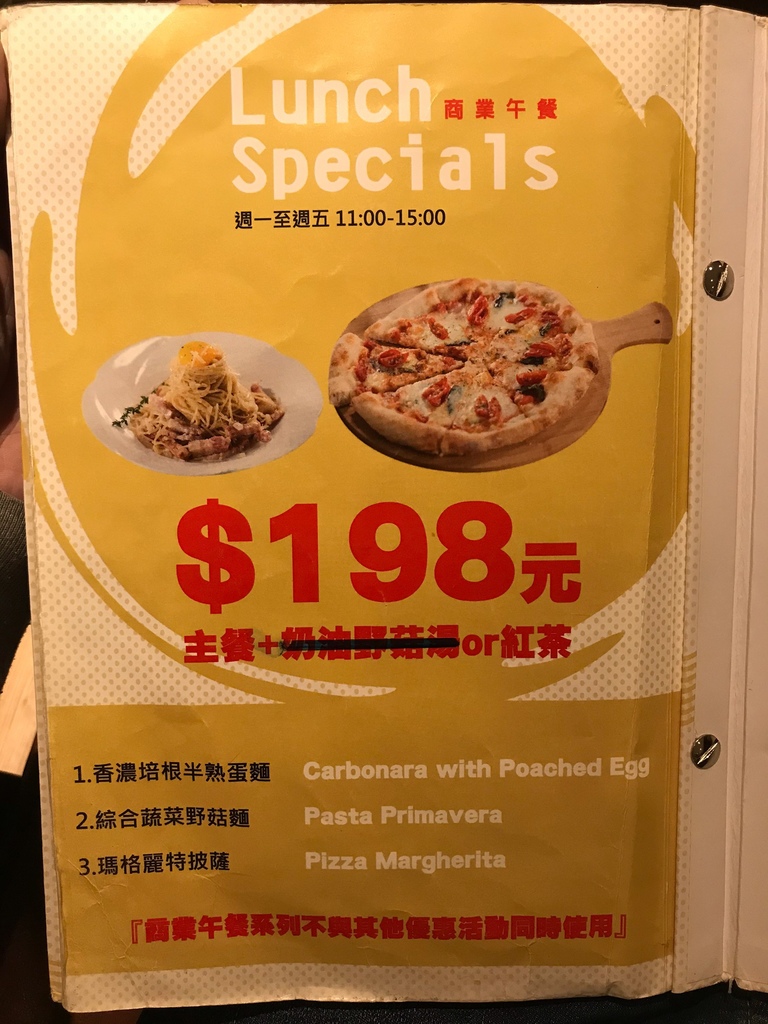 Lunch 商業午餐
Specials
週一至週五 11:00-15:00
$198元
主餐+奶油野菇湯or紅茶
1.香濃培根半熟蛋麵 Carbonara with Poached Egg
2.綜合蔬菜野菇麵 Pasta Primavera
3.瑪格麗特披薩 Pizza Margherita
『商業午餐系列不與其他優惠活動同時使用』